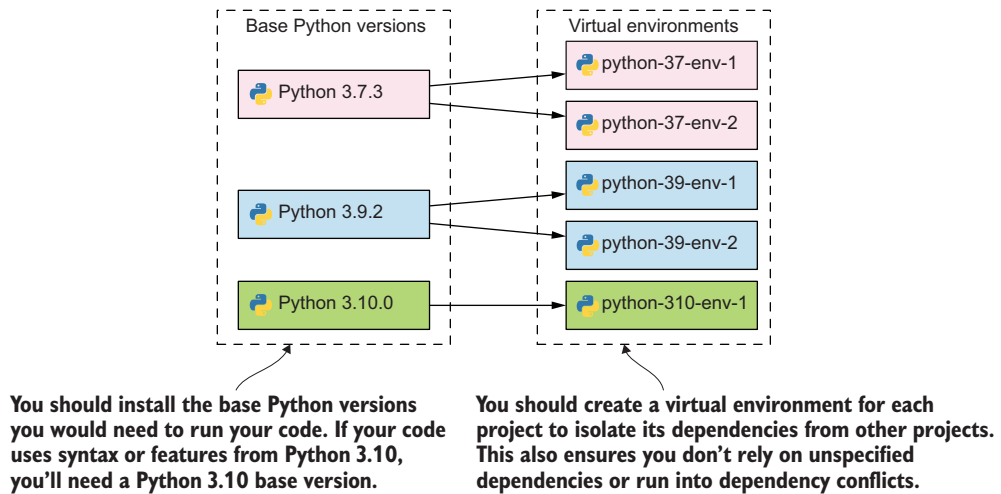 Base Python versions
Virtual environments
Python 3.7.3
python-37-env-1
python-37-env-2
Python 3.9.2
python-39-env-1
python-39-env-2
Python 3.10.0
python-310-env-1
You should install the base Python versions
you would need to run your code. If your code
uses syntax or features from Python 3.10,
you’ll need a Python 3.10 base version.
You should create a virtual environment for each
project to isolate its dependencies from other projects.
This also ensures you don’t rely on unspecified
dependencies or run into dependency conflicts.